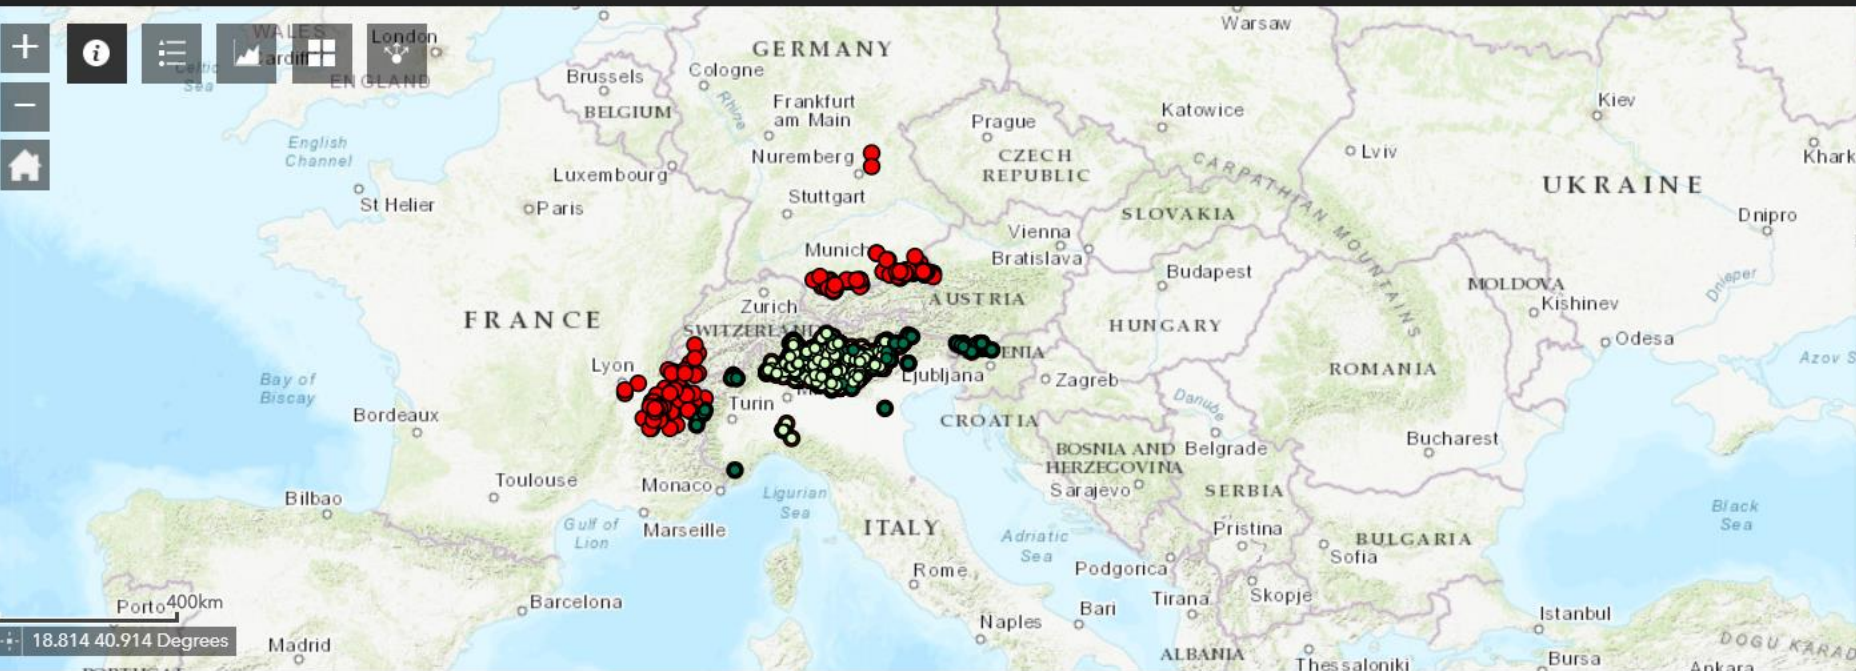 WALES
London
Cardiff
Celtic
Sea
ENGLAND
GERMANY
Warsaw
Brussels
Cologne
BELGIUM
Rhine
Frankfurt
am Main
Prague
Katowice
Kiev
English
Channel
Nuremberg
CZECH
REPUBLIC
CARPATHIAN MOUNTAINS
Lviv
Khark
Luxembourg
UKRAINE
St Helier
Paris
Stuttgart
SLOVAKIA
Dnipro
Munich
Vienna
Bratislava
Budapest
MOLDOVA
Dnieper
Zurich
AUSTRIA
Kishinev
FRANCE
SWITZERLAND
HUNGARY
Odesa
Lyon
ENIA
Azov S
Bay of
Biscay
Ljubljana
Zagreb
ROMANIA
Bordeaux
Turin
M
CROATIA
Danube
BOSNIA AND
HERZEGOVINA
Belgrade
Bucharest
Toulouse
Monaco
Ligurian
Sea
Sarajevo
SERBIA
Bilbao
Black
Sea
Gulf of
Lion
Marseille
ITALY
Adriatic
Sea
Pristina
Sofia
BULGARIA
Rome
Podgorica
Porto
400km
Barcelona
Bari
Tirana
Skopje
Istanbul
Naples
18.814 40.914 Degrees
Madrid
ALBANIA
Thessaloniki
Bursa
DOGU KARAD
PORTUGAL
Ankara